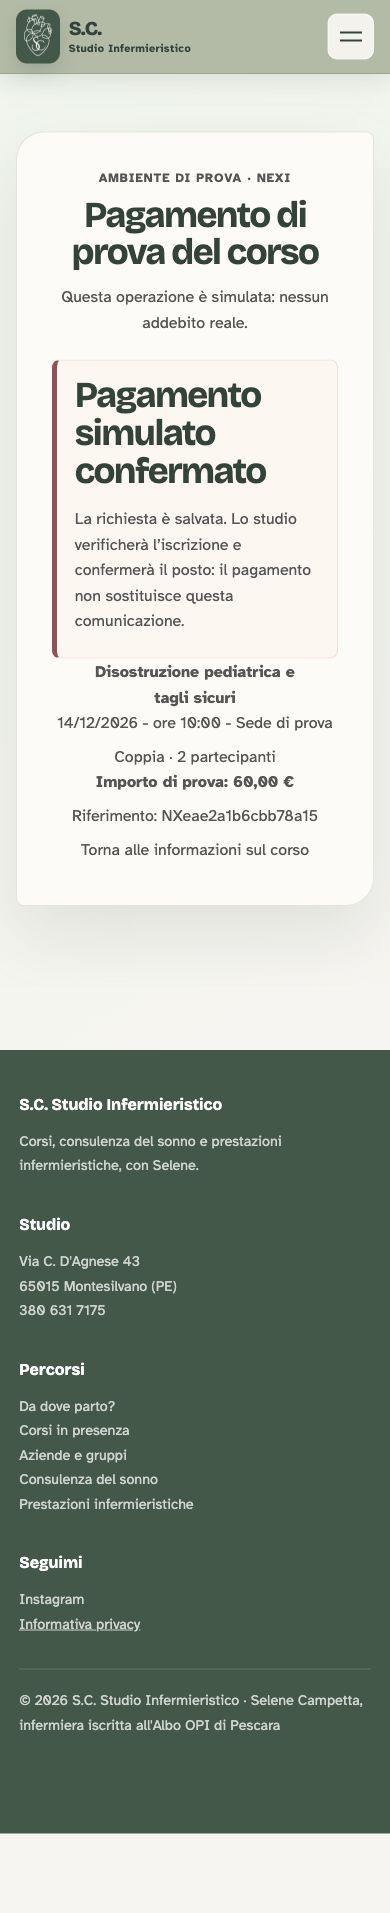 S.C.
Studio Infermieristico
AMBIENTE DI PROVA · NEXI
Pagamento di
prova del corso
Questa operazione è simulata: nessun
addebito reale.
Pagamento
simulato
confermato
La richiesta è salvata. Lo studio
verificherà l'iscrizione e
confermerà il posto: il pagamento
non sostituisce questa
comunicazione.
Disostruzione pediatrica e
tagli sicuri
14/12/2026 - ore 10:00 - Sede di prova
Coppia · 2 partecipanti
Importo di prova: 60,00 €
Riferimento: NXeae2a1b6cbb78a15
Torna alle informazioni sul corso
S.C. Studio Infermieristico
Corsi, consulenza del sonno e prestazioni
infermieristiche, con Selene.
Studio
Via C. D'Agnese 43
65015 Montesilvano (PE)
380 631 7175
Percorsi
Da dove parto?
Corsi in presenza
Aziende e gruppi
Consulenza del sonno
Prestazioni infermieristiche
Seguimi
Instagram
Informativa privacy
© 2026 S.C. Studio Infermieristico · Selene Campetta,
infermiera iscritta all'Albo OPI di Pescara